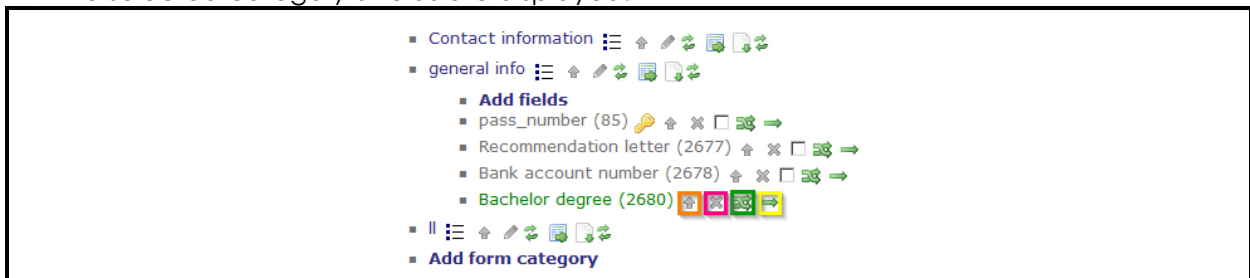 Contact information
general info
Add fields
pass_number (85)
Recommendation letter (2677)
Bank account number (2678)
Bachelor degree (2680)
ll
Add form category